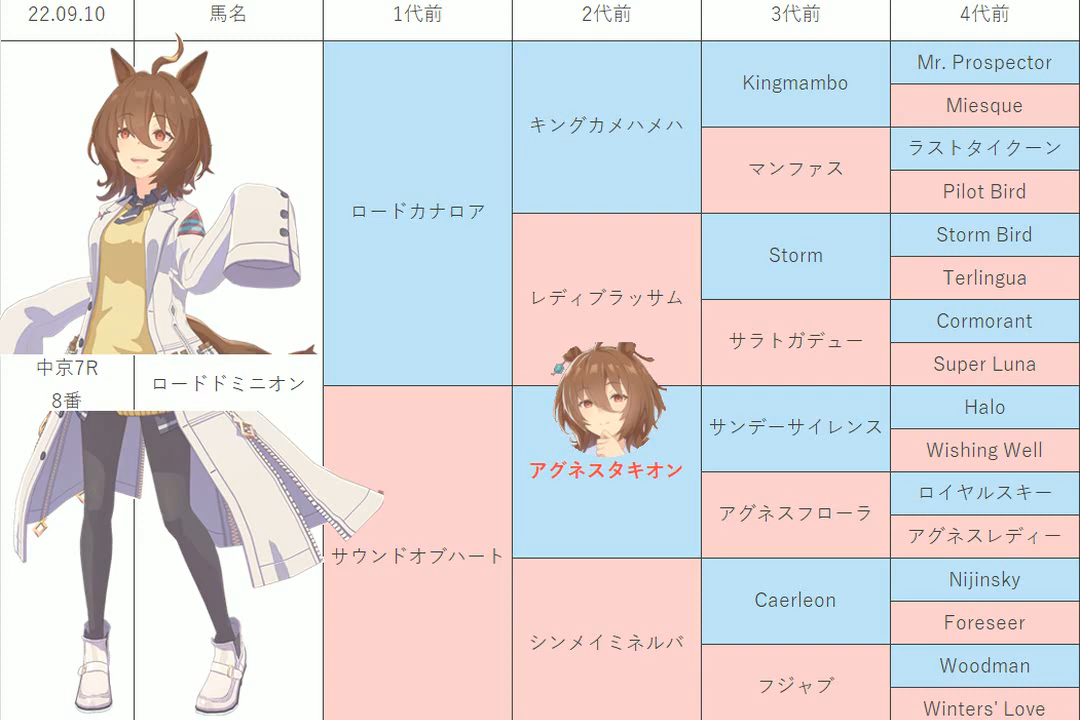 22.09.10
馬名
1代前
2代前
3代前
4代前
中京7R
8番
ロードドミニオン
ロードカナロア
サウンドオブハート
キングカメハメハ
レディブラッサム
アグネスタキオン
シンメイミネルバ
Kingmambo
マンファス
Storm
サラトガデュー
サンデーサイレンス
アグネスフローラ
Caerleon
フジャブ
Mr. Prospector
Miesque
ラストタイクーン
Pilot Bird
Storm Bird
Terlingua
Cormorant
Super Luna
Halo
Wishing Well
ロイヤルスキー
アグネスレディー
Nijinsky
Foreseer
Woodman
Winters' Love